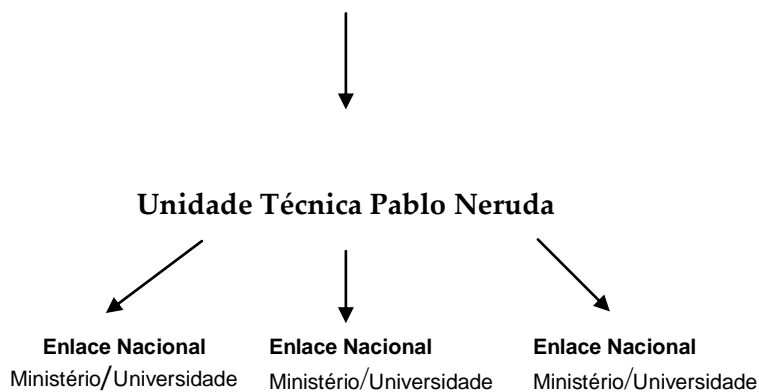 Unidade Técnica Pablo Neruda
Enlace Nacional Enlace Nacional Enlace Nacional
Ministério/Universidade Ministério/Universidade Ministério/Universidade